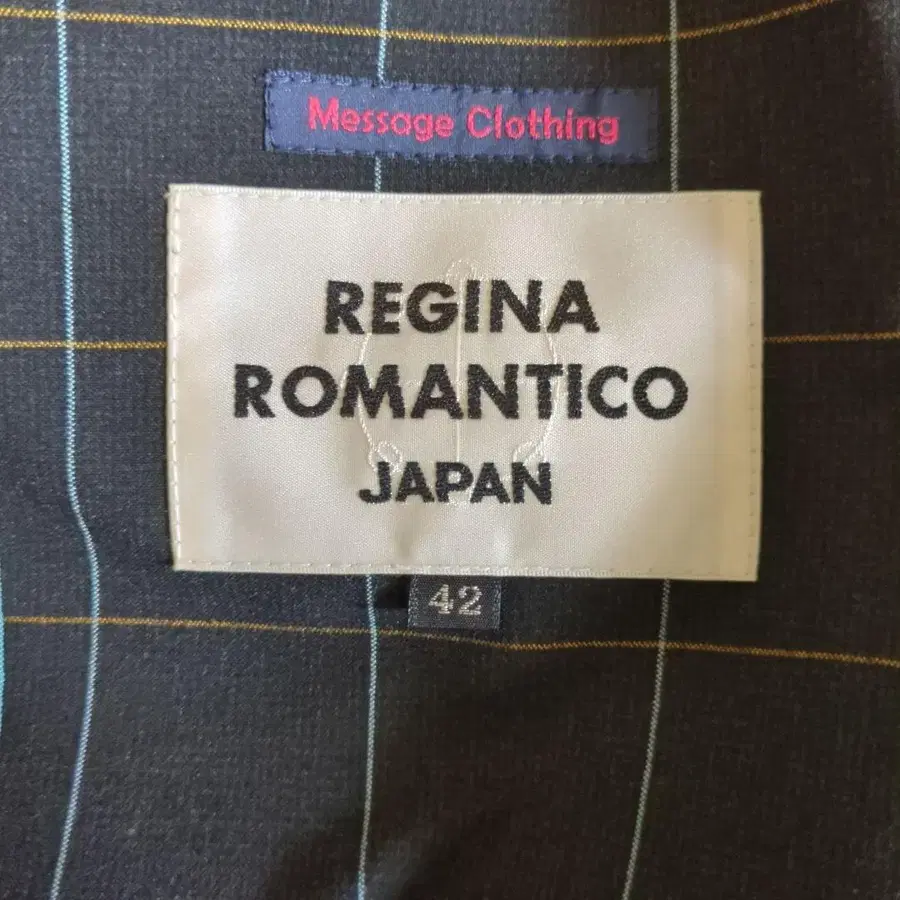 Message Clothing
REGINA
ROMANTICO
JAPAN
42